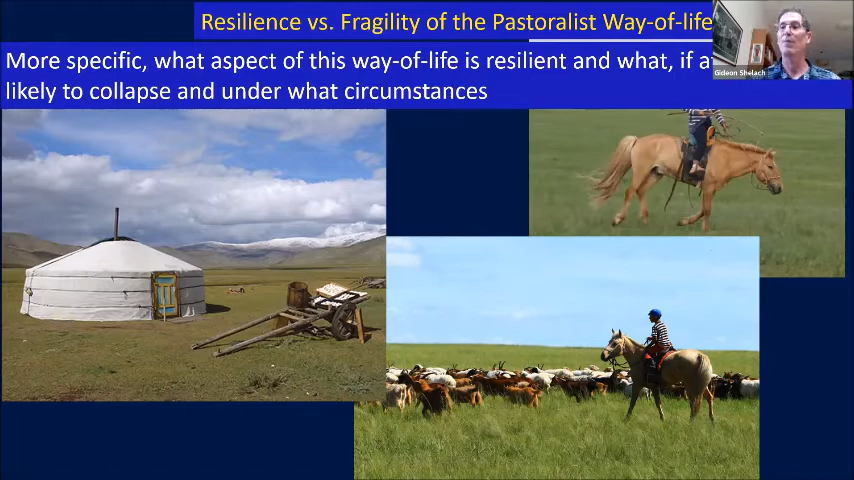 Resilience vs. Fragility of the Pastoralist Way-of-life
More specific, what aspect of this way-of-life is resilient and what, if
likely to collapse and under what circumstances
Gideon Shelach